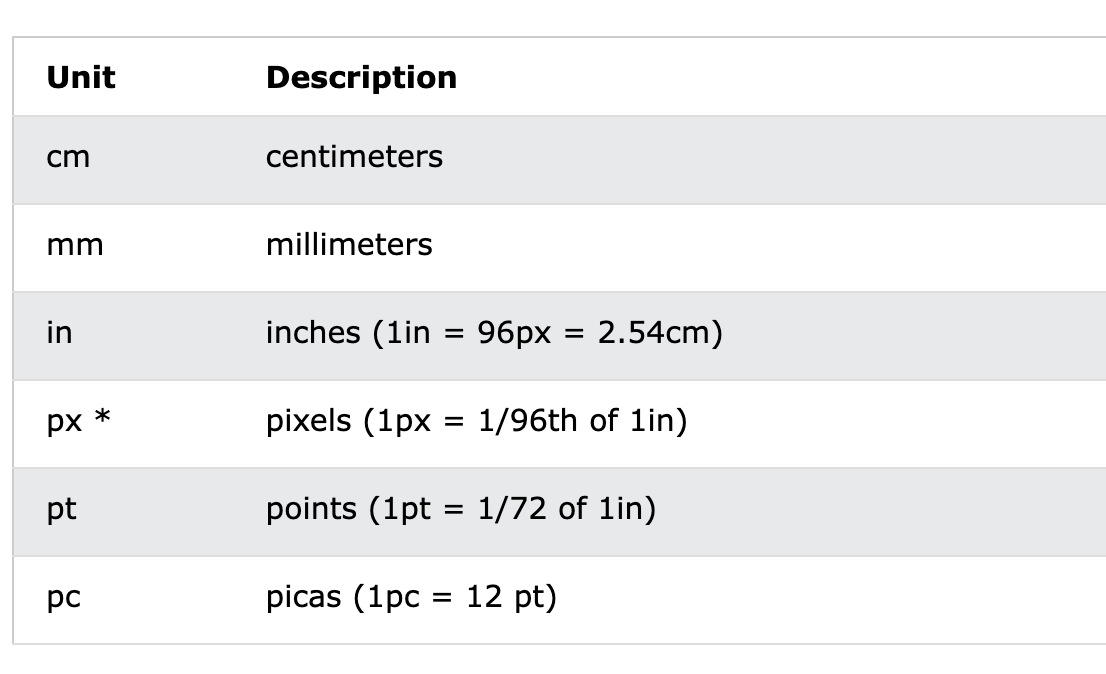 Unit Description
cm centimeters
mm millimeters
in inches (1in = 96px = 2.54cm)
px * pixels (1px = 1/96th of 1in)
pt points (1pt = 1/72 of 1in)
pc picas (1pc = 12 pt)